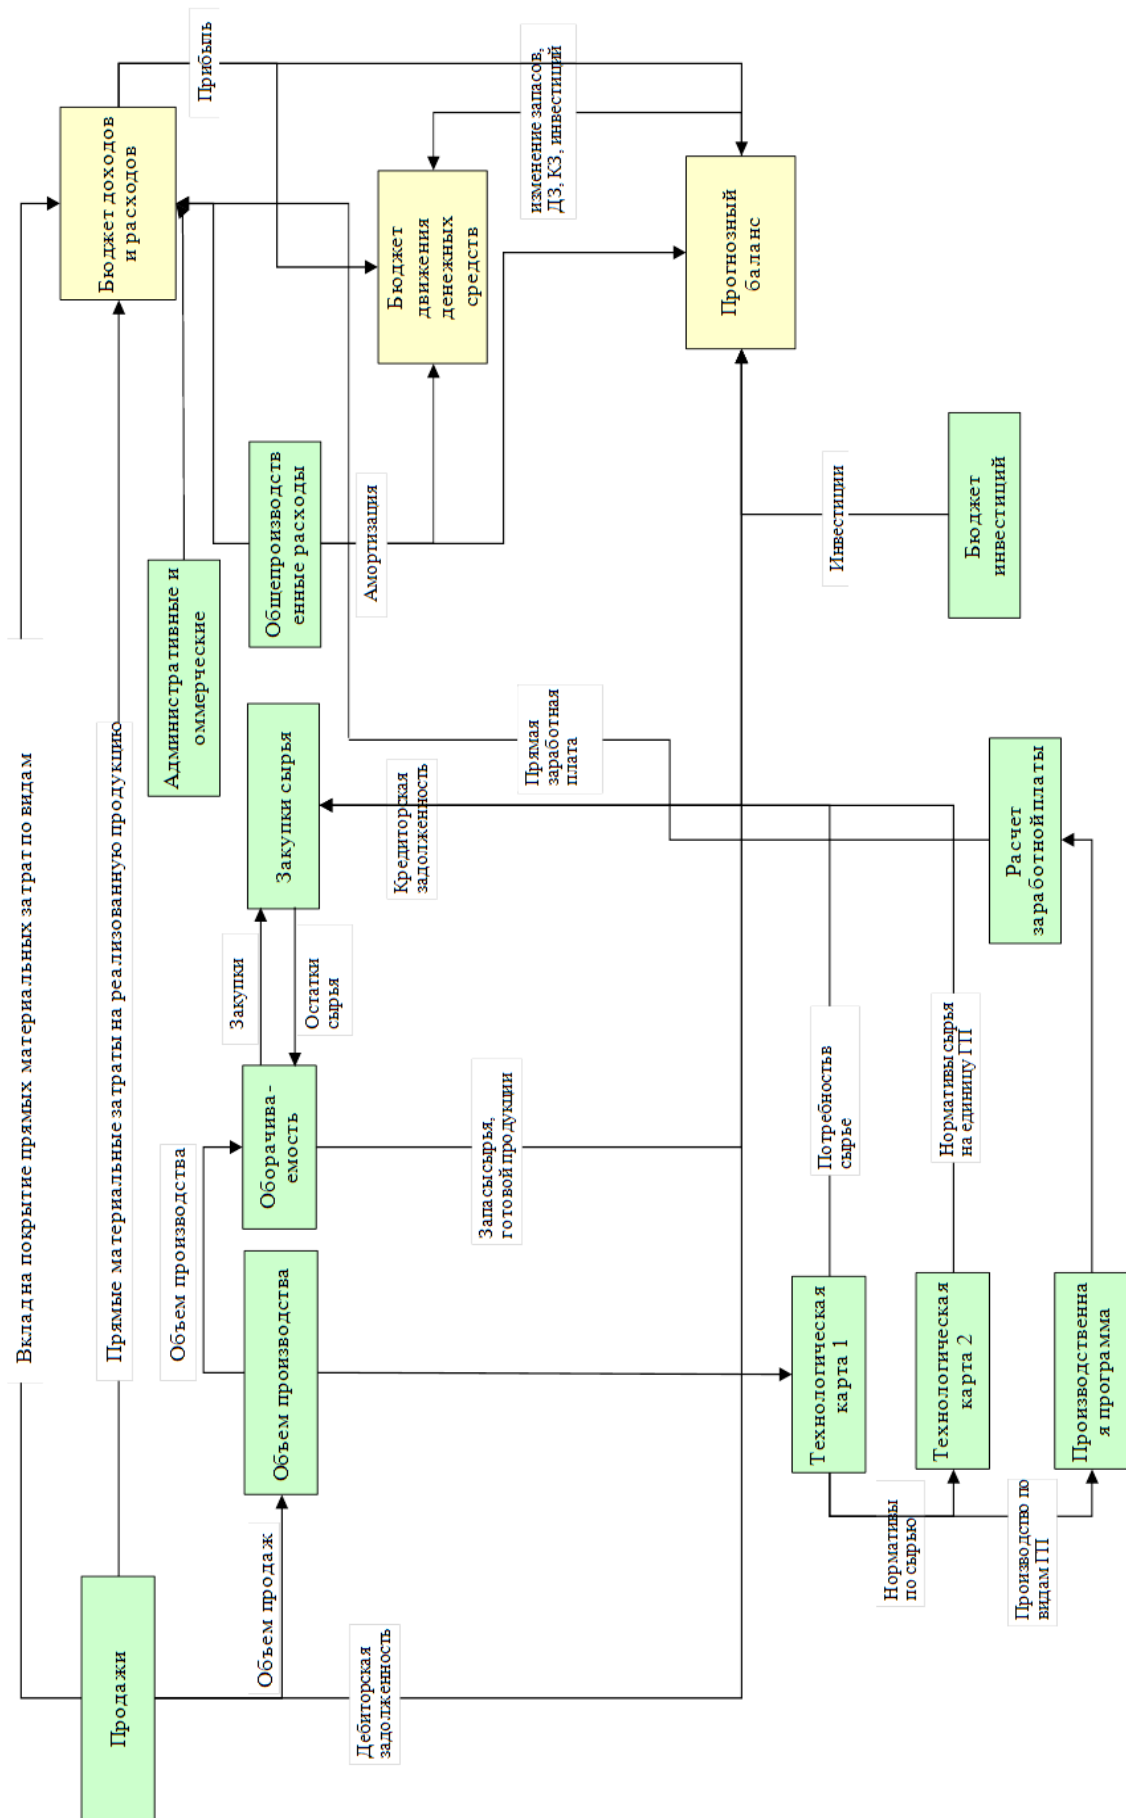 Вклад на покрытие прямых материальных затрат по видам
Прямые материальные затраты на реализованную продукцию
Продажи
Объем продаж
Дебиторская
задолженность
Объем производства
Объем производства
Оборачива-
емость
Закупки
Остатки
сырья
Запасы сырья,
готовой продукции
Закупки сырья
Кредиторская
задолженность
Административные и
оммерческие
Общепроизводств
енные расходы
Амортизация
Прямая
заработная
плата
Бюджет доходов
и расходов
Прибыль
Бюджет
движения
денежных
средств
изменение запасов,
ДЗ, КЗ, инвестиций
Прогнозный
баланс
Инвестиции
Бюджет
инвестиций
Технологическая
карта 1
Потребность в
сырье
Нормативы
по сырью
Технологическая
карта 2
Нормативы сырья
на единицу ГП
Производство по
видам ГП
Производственна
я программа
Расчет
заработной платы